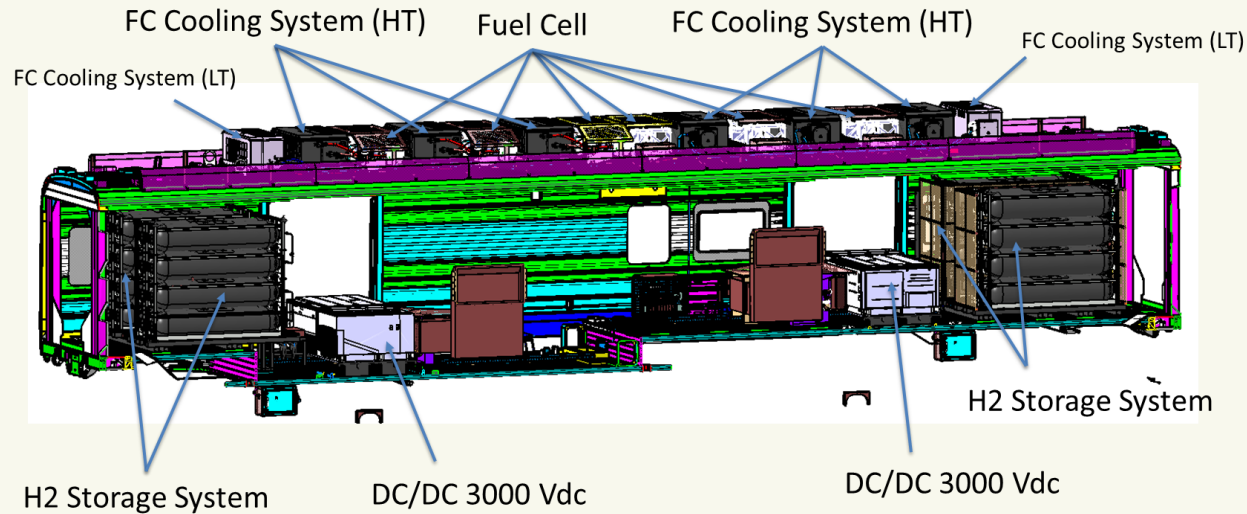 FC Cooling System (HT)
Fuel Cell
FC Cooling System (HT)
FC Cooling System (LT)
FC Cooling System (LT)
H2 Storage System
H2 Storage System
DC/DC 3000 Vdc
DC/DC 3000 Vdc